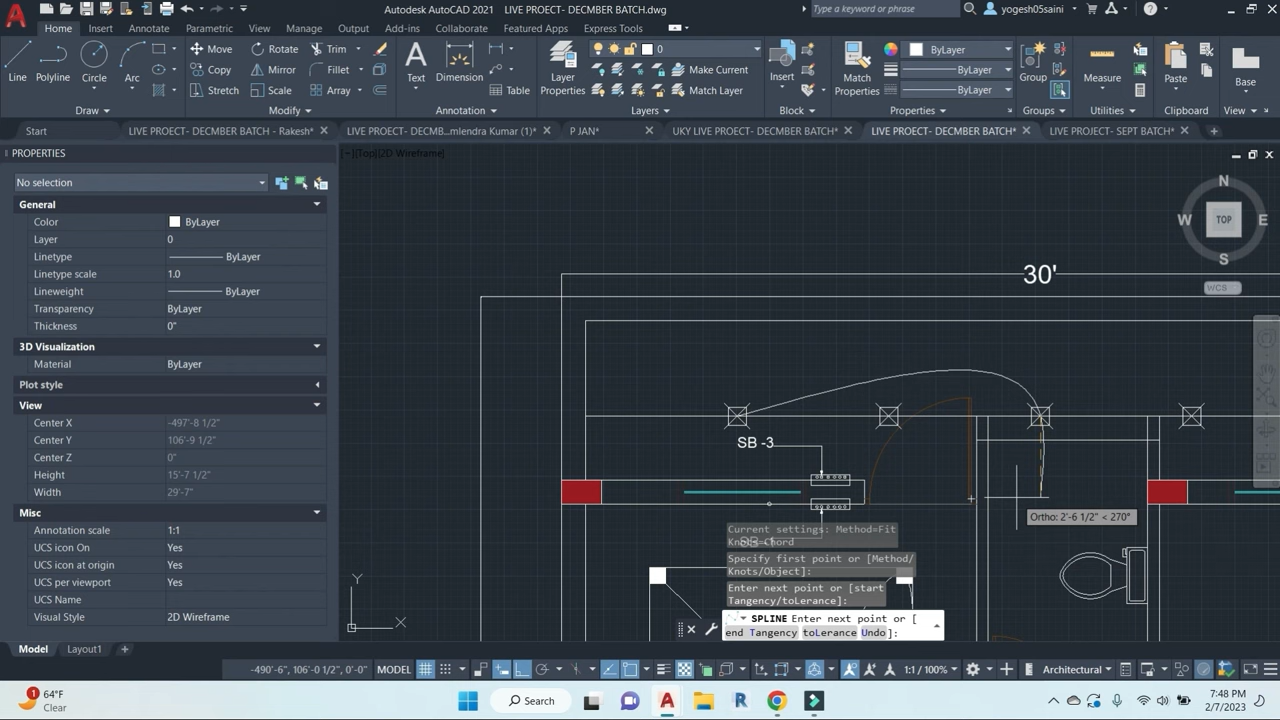 Autodesk AutoCAD 2021 LIVE PROECT- DECMBER BATCH.dwg
Type a keyword or phrase
yogesh05saini
Home Insert Annotate Parametric View Manage Output Add-ins Collaborate Express Tools Featured Apps
Line Polyline Circle Arc
Move Rotate Trim
Copy Mirror Fillet
Stretch Scale Array
Text Dimension Table
Layer Properties
0
Make Current
Match Layer
Insert
Match Properties
ByLayer
ByLayer
ByLayer
Group Measure Paste Base
Draw Modify Annotation Layers Block Properties Groups Utilities Clipboard View
Start LIVE PROECT- DECMBER BATCH - Rakesh* LIVE PROECT- DECMB...mlendra Kumar (1)* P JAN* UKY LIVE PROECT- DECMBER BATCH* LIVE PROECT- DECMBER BATCH* LIVE PROJECT- SEPT BATCH*
PROPERTIES
[−][Top][2D Wireframe]
No selection
General
Color ByLayer
Layer 0
Linetype ByLayer
Linetype scale 1.0
Lineweight ByLayer
Transparency ByLayer
Thickness 0"
3D Visualization
Material ByLayer
Plot style
View
Center X -497'-8 1/2"
Center Y 106'-9 1/2"
Center Z 0"
Height 15'-7 1/2"
Width 29'-7"
Misc
Annotation scale 1:1
UCS icon On Yes
UCS icon at origin Yes
UCS per viewport Yes
UCS Name
Visual Style 2D Wireframe
N
W TOP E
S
WCS
30'
SB -3
Ortho: 2'-6 1/2" < 270°
Current settings: Method=Fit
Knots=Chord
Specify first point or [Method/
Knots/Object]:
Enter next point or [start
Tangency/toLerance]:
SPLINE Enter next point or [
end Tangency toLerance Undo]:
Y
X
Model Layout1
-490'-6", 106'-0 1/2", 0'-0" MODEL 1:1 / 100% Architectural
1
64°F
Clear
Search
7:48 PM
2/7/2023